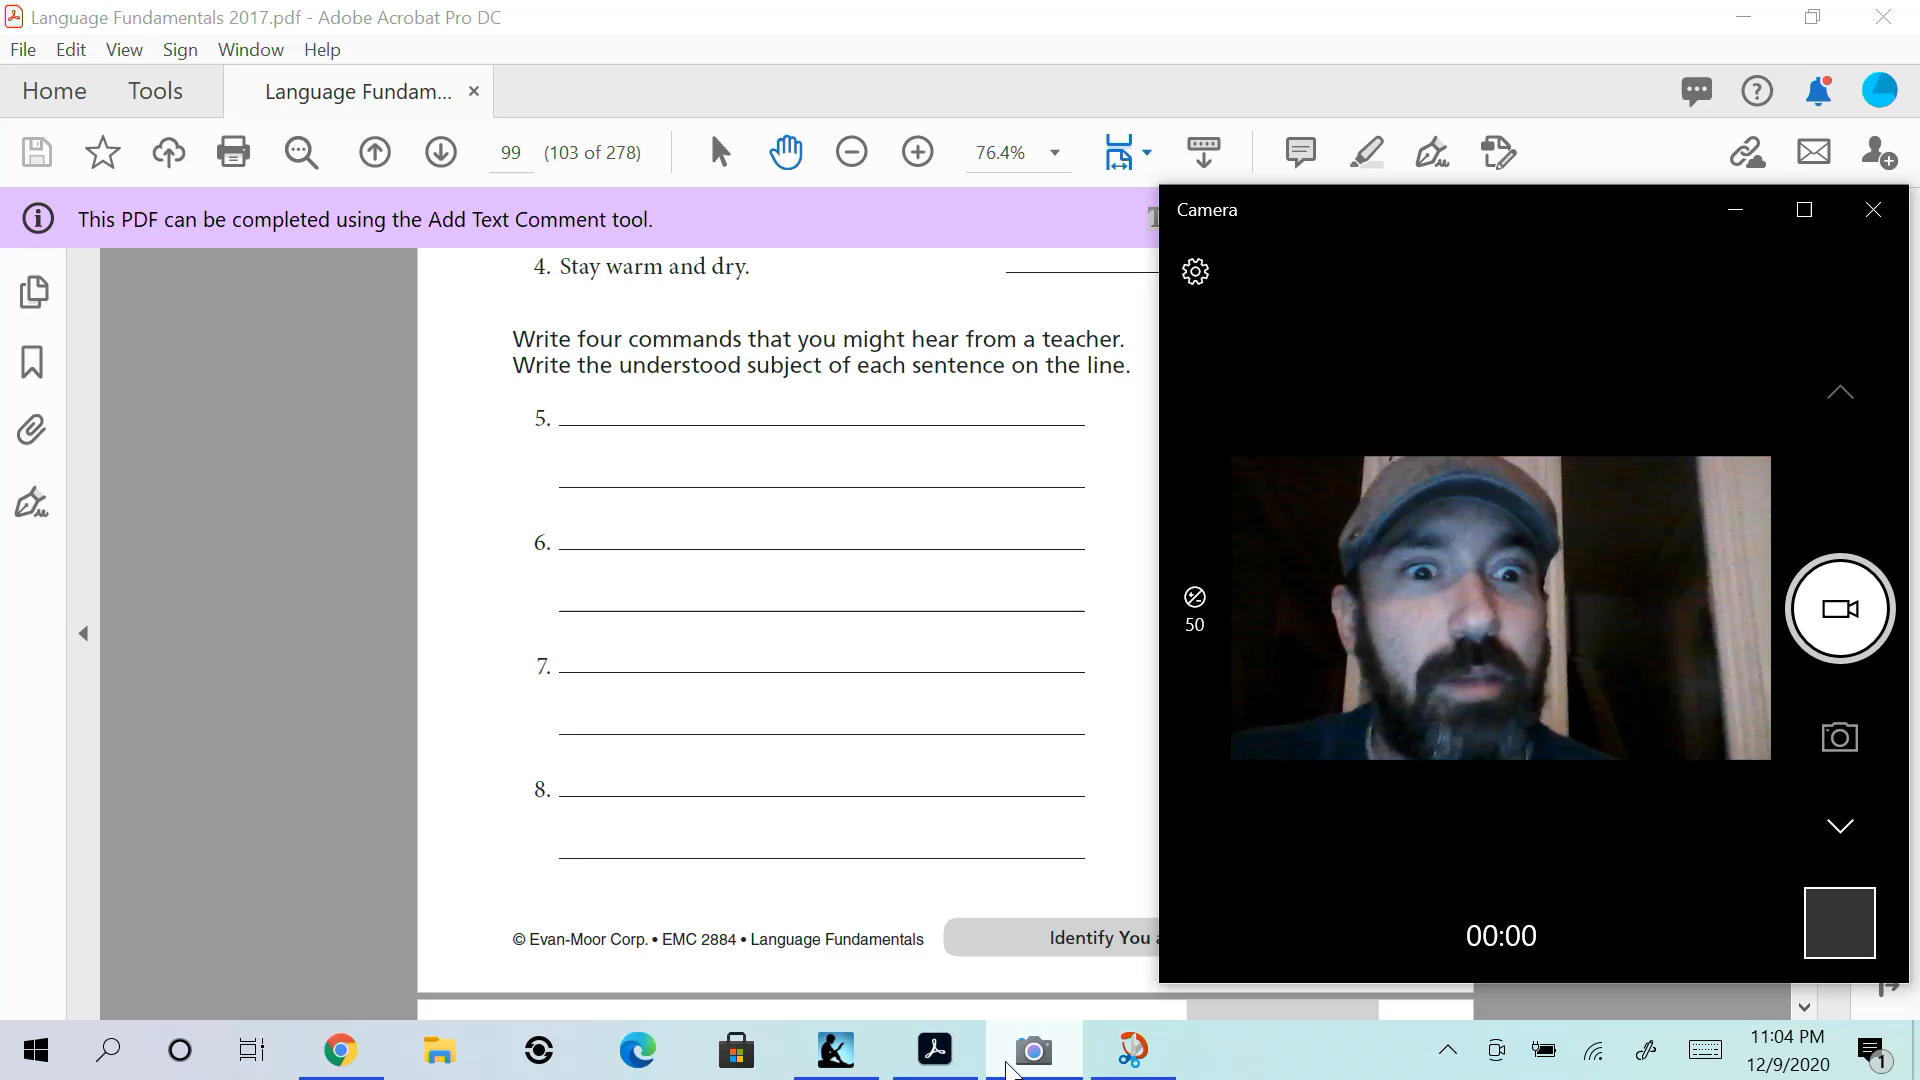 Language Fundamentals 2017.pdf - Adobe Acrobat Pro DC
File Edit View Sign Window Help
Home Tools Language Fundam... ×
99 (103 of 278) 76.4%
This PDF can be completed using the Add Text Comment tool.
Camera
4. Stay warm and dry.
Write four commands that you might hear from a teacher.
Write the understood subject of each sentence on the line.
5.
6.
7.
8.
50
00:00
© Evan-Moor Corp. • EMC 2884 • Language Fundamentals
Identify You
11:04 PM
12/9/2020
1